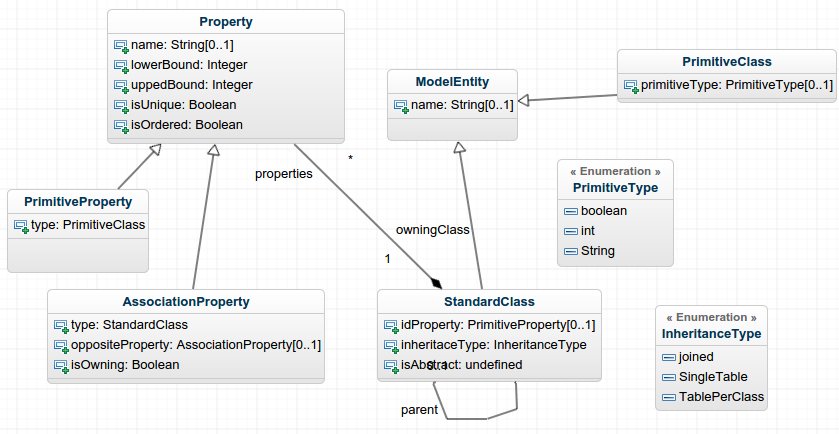 Property
name: String[0..1]
lowerBound: Integer
uppedBound: Integer
isUnique: Boolean
isOrdered: Boolean
ModelEntity
name: String[0..1]
PrimitiveClass
primitiveType: PrimitiveType[0..1]
*
properties
PrimitiveProperty
type: PrimitiveClass
« Enumeration »
PrimitiveType
boolean
int
String
owningClass
1
AssociationProperty
type: StandardClass
oppositeProperty: AssociationProperty[0..1]
isOwning: Boolean
StandardClass
idProperty: PrimitiveProperty[0..1]
inheritaceType: InheritanceType
isAbstract: undefined
0..1
parent
« Enumeration »
InheritanceType
joined
SingleTable
TablePerClass